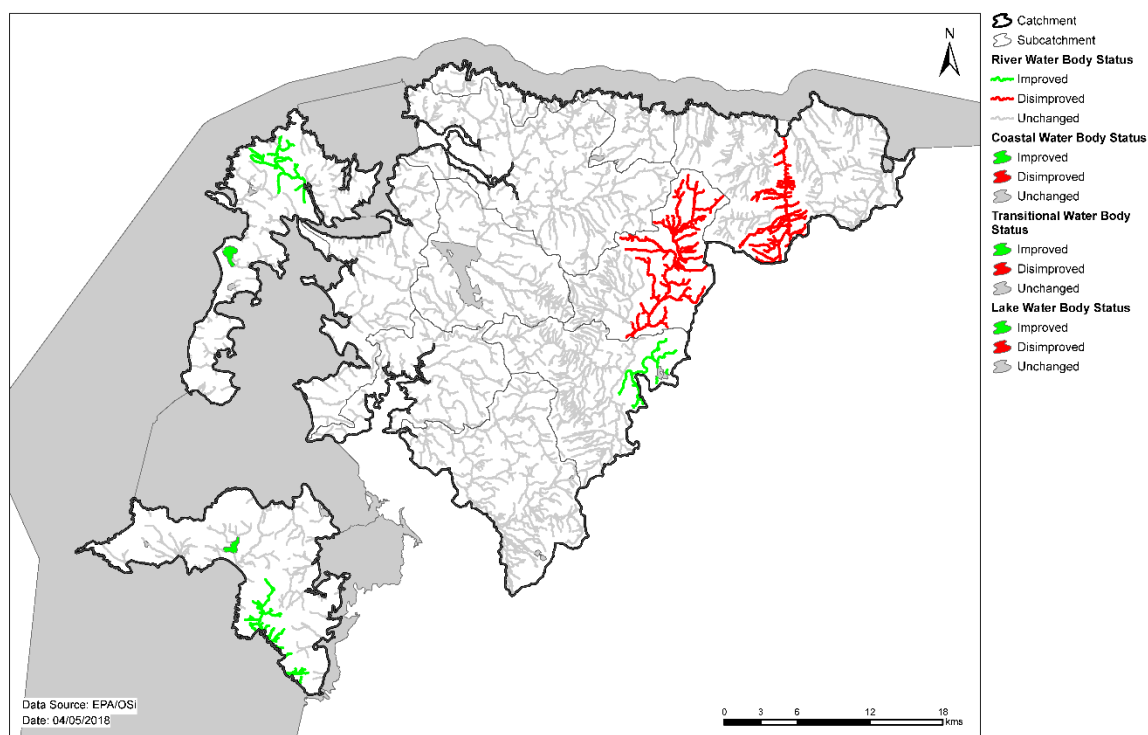 N
Catchment
Subcatchment
River Water Body Status
Improved
Disimproved
Unchanged
Coastal Water Body Status
Improved
Disimproved
Unchanged
Transitional Water Body
Status
Improved
Disimproved
Unchanged
Lake Water Body Status
Improved
Disimproved
Unchanged
Data Source: EPA/OSi
Date: 04/05/2018
0 3 6 12 18
kms